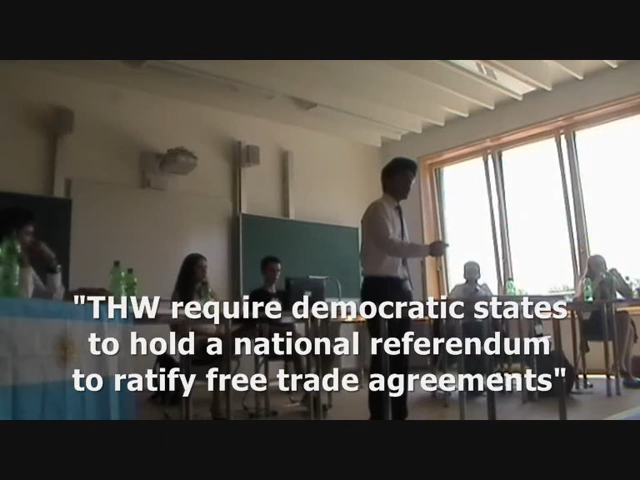 "THW require democratic states
to hold a national referendum
to ratify free trade agreements"